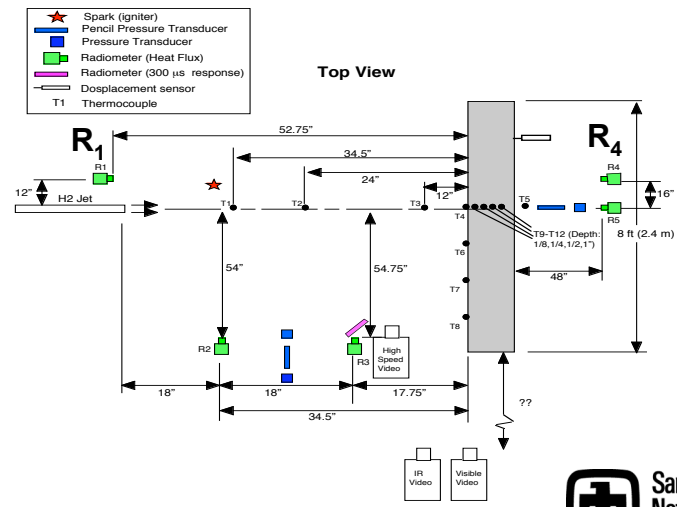 Spark (igniter)
Pencil Pressure Transducer
Pressure Transducer
Radiometer (Heat Flux)
Radiometer (300 μs response)
Dosplacement sensor
T1 Thermocouple
Top View
R1
R4
52.75"
34.5"
24"
12"
R1
12"
H2 Jet
T1
T2
T3
T4
T5
R4
R5
16"
T9-T12 (Depth:
1/8,1/4,1/2,1")
8 ft (2.4 m)
T6
T7
T8
48"
54"
54.75"
R2
R3
High
Speed
Video
18"
18"
17.75"
34.5"
??
IR
Video
Visible
Video